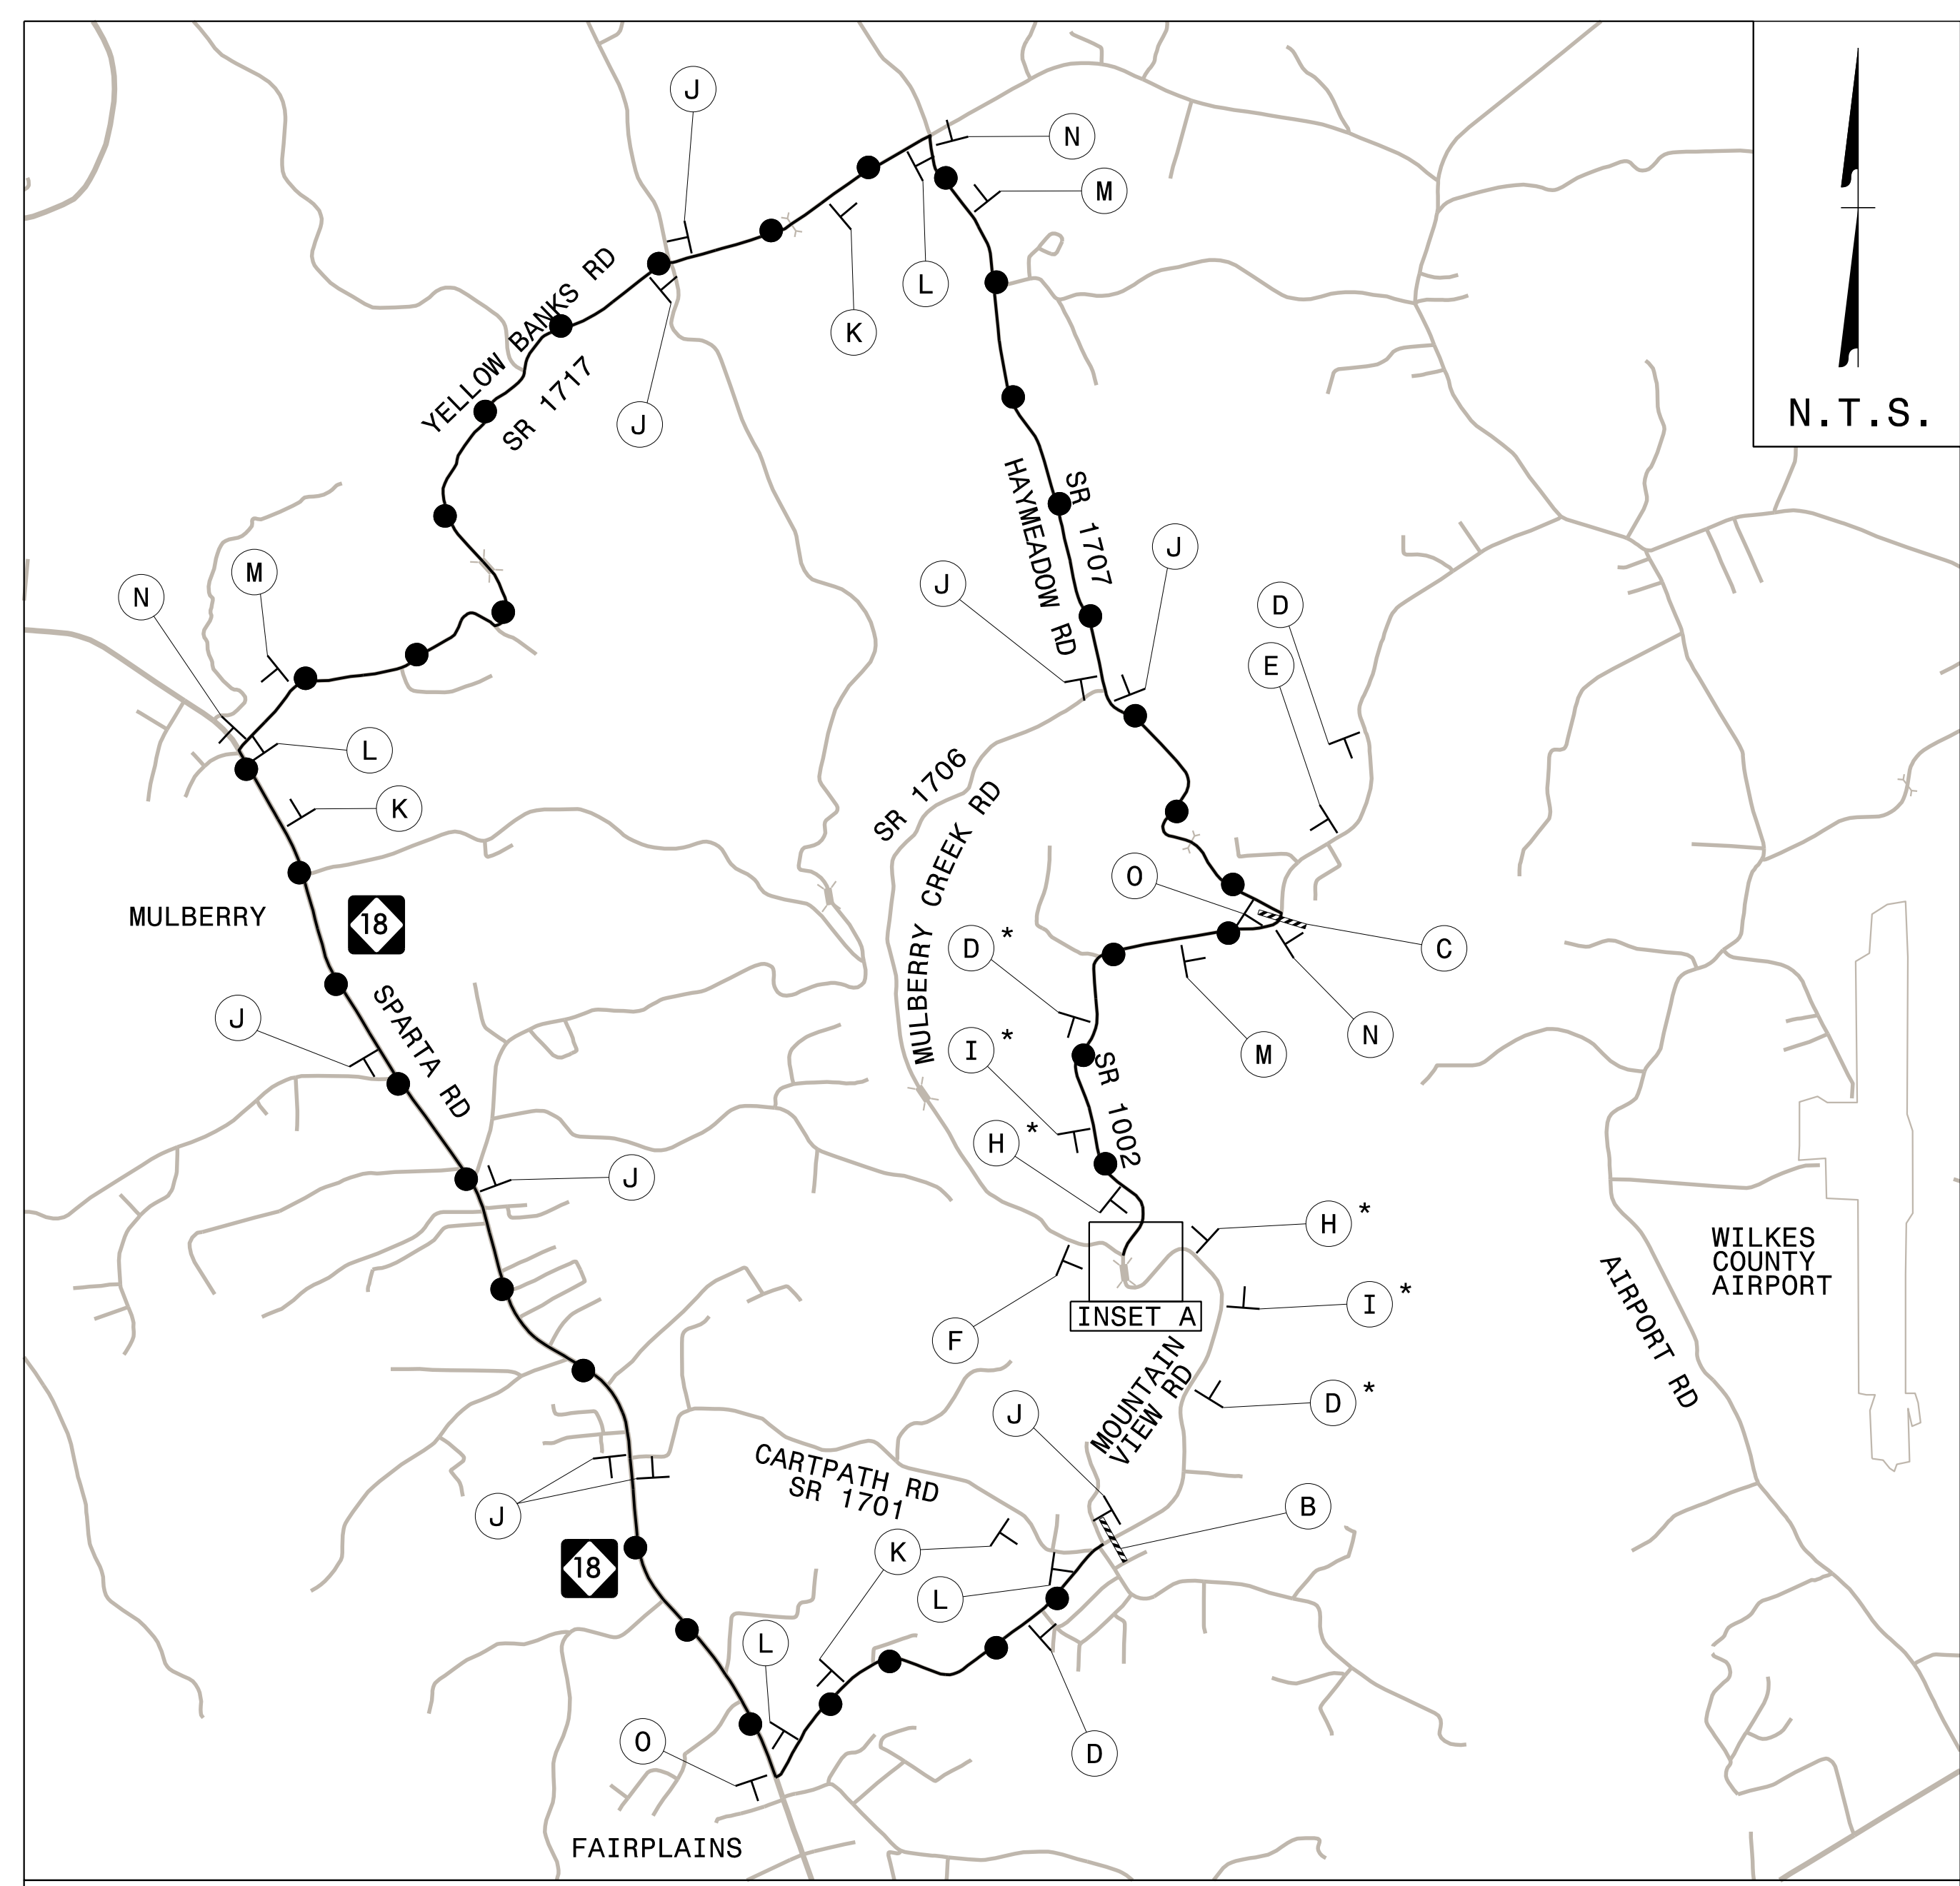 J
N
M
L
K
J
N.T.S.
YELLOW BANKS RD
SR 1717
HAYMEADOW RD
SR 1707
J
J
N
M
D
E
L
K
SR 1706
MULBERRY CREEK RD
O
MULBERRY
18
D *
C
J
SPARTA RD
I *
M
N
SR 1002
H *
J
H *
WILKES
COUNTY
AIRPORT
AIRPORT RD
I *
INSET A
F
MOUNTAIN
VIEW RD
D *
J
CARTPATH RD
SR 1701
J
B
K
18
L
L
O
D
FAIRPLAINS